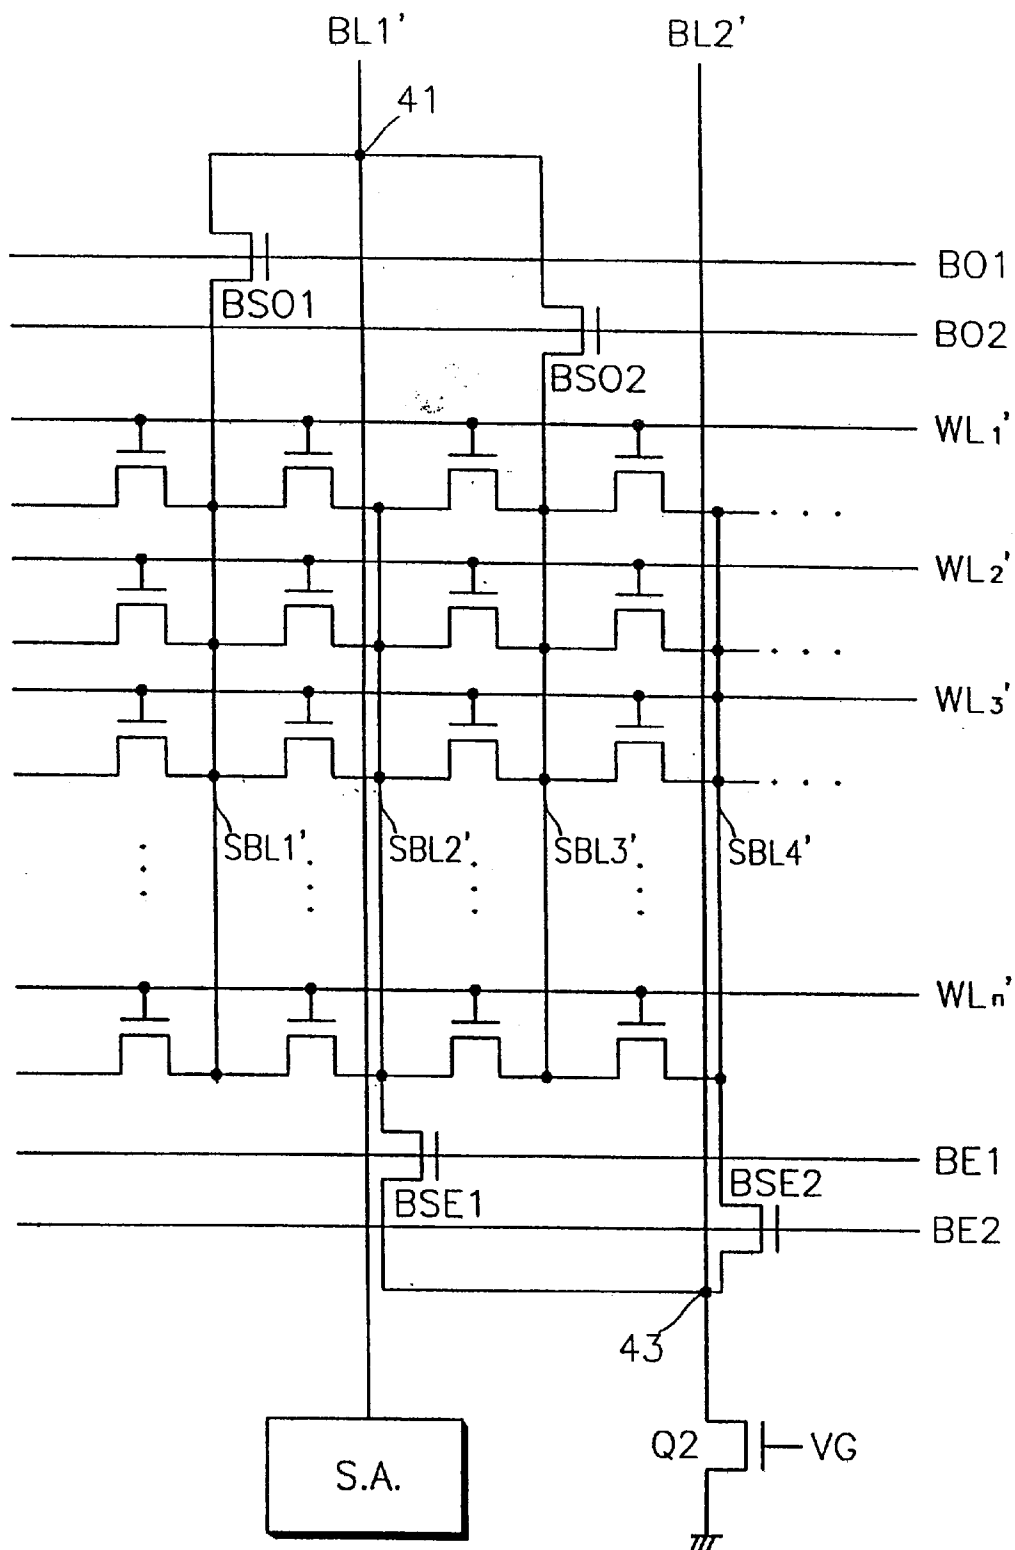 BL1' BL2'
41
BO1
BSO1
BO2
BSO2
WL1'
WL2'
WL3'
SBL1' SBL2' SBL3' SBL4'
WLn'
BE1
BSE1 BSE2
BE2
43
Q2 VG
S.A.